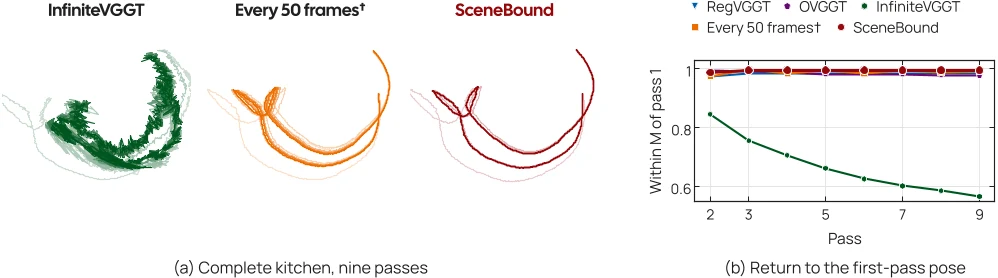 InfiniteVGGT
Every 50 frames†
SceneBound
(a) Complete kitchen, nine passes
RegVGGT
OVGGT
InfiniteVGGT
Every 50 frames†
SceneBound
Within M of pass 1
1
0.8
0.6
2
3
5
7
9
Pass
(b) Return to the first-pass pose